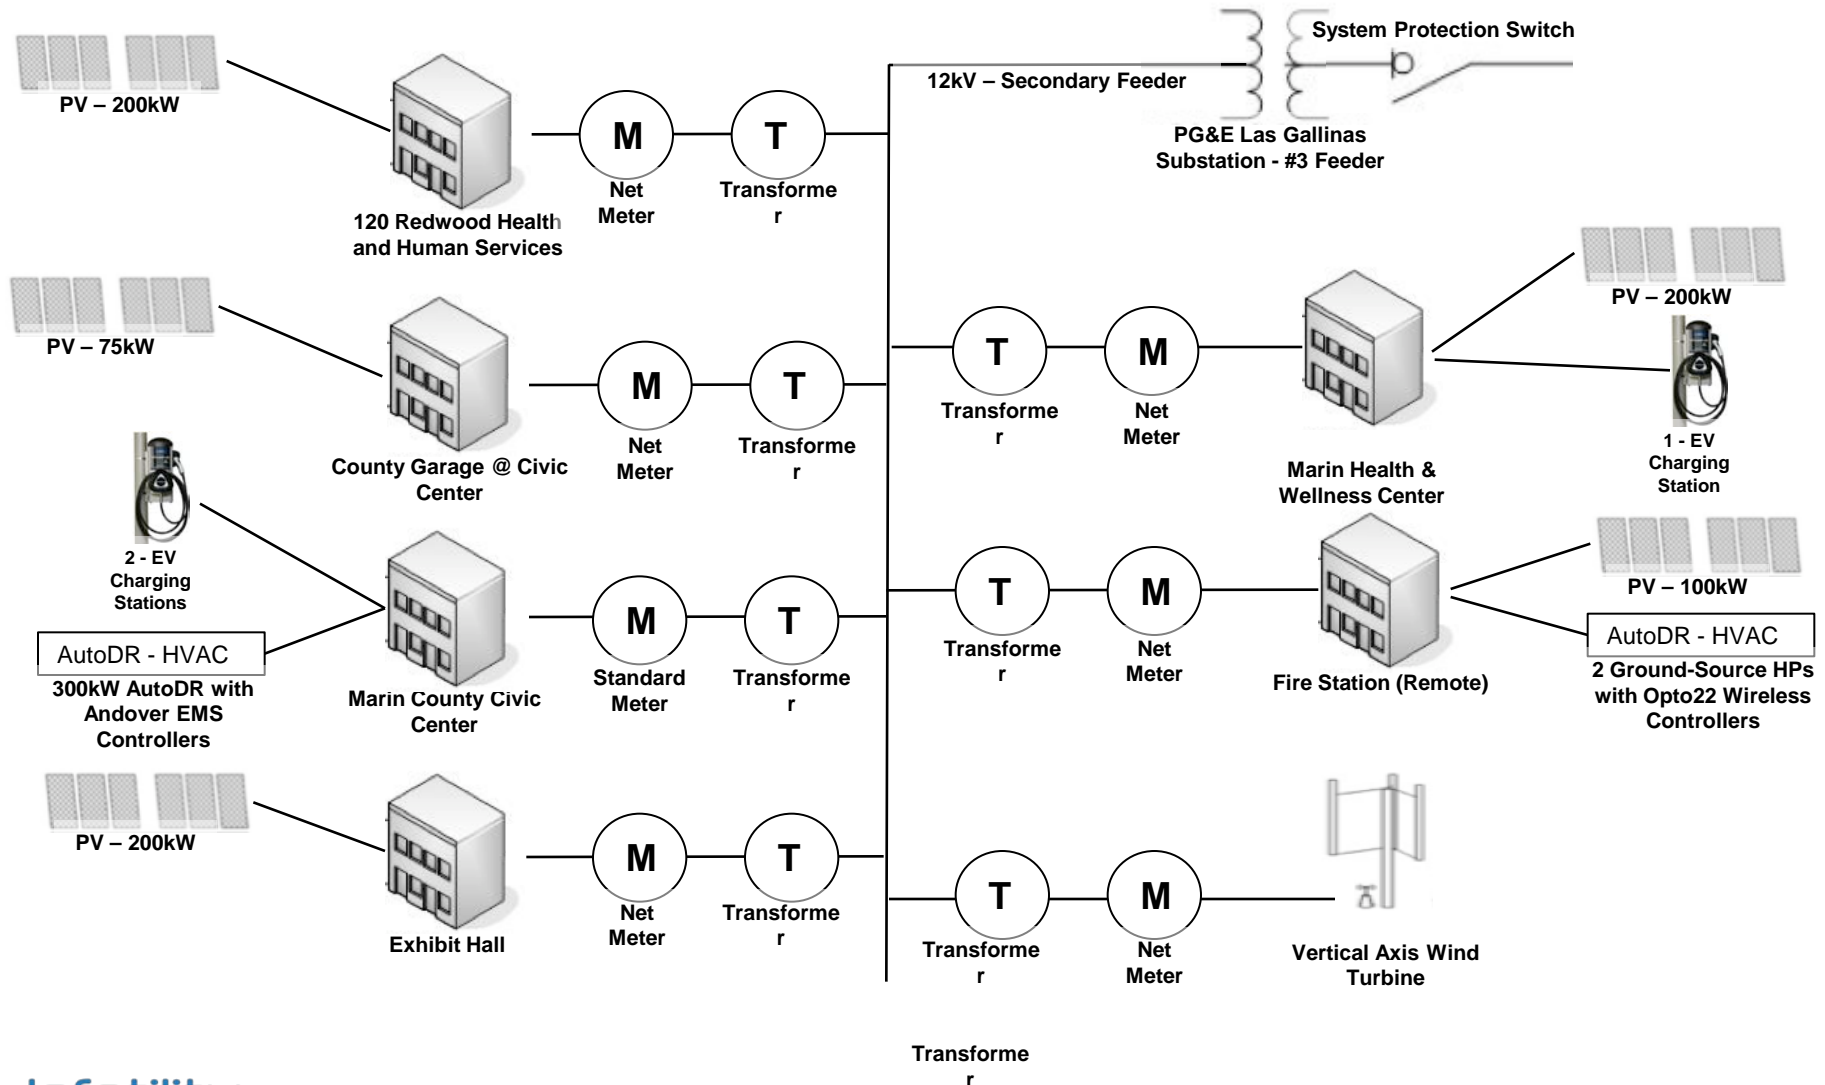 System Protection Switch
12kV – Secondary Feeder
PG&E Las Gallinas
Substation - #3 Feeder
PV – 200kW
M
T
Net
Meter
Transforme
r
120 Redwood Health
and Human Services
PV – 75kW
M
T
Net
Meter
Transforme
r
County Garage @ Civic
Center
2 - EV
Charging
Stations
AutoDR - HVAC
300kW AutoDR with
Andover EMS
Controllers
M
T
Standard
Meter
Transforme
r
Marin County Civic
Center
PV – 200kW
M
T
Net
Meter
Transforme
r
Exhibit Hall
T
M
Transforme
r
Net
Meter
Marin Health &
Wellness Center
PV – 200kW
1 - EV
Charging
Station
T
M
Transforme
r
Net
Meter
Fire Station (Remote)
PV – 100kW
AutoDR - HVAC
2 Ground-Source HPs
with Opto22 Wireless
Controllers
T
M
Transforme
r
Net
Meter
Vertical Axis Wind
Turbine
Transforme
r